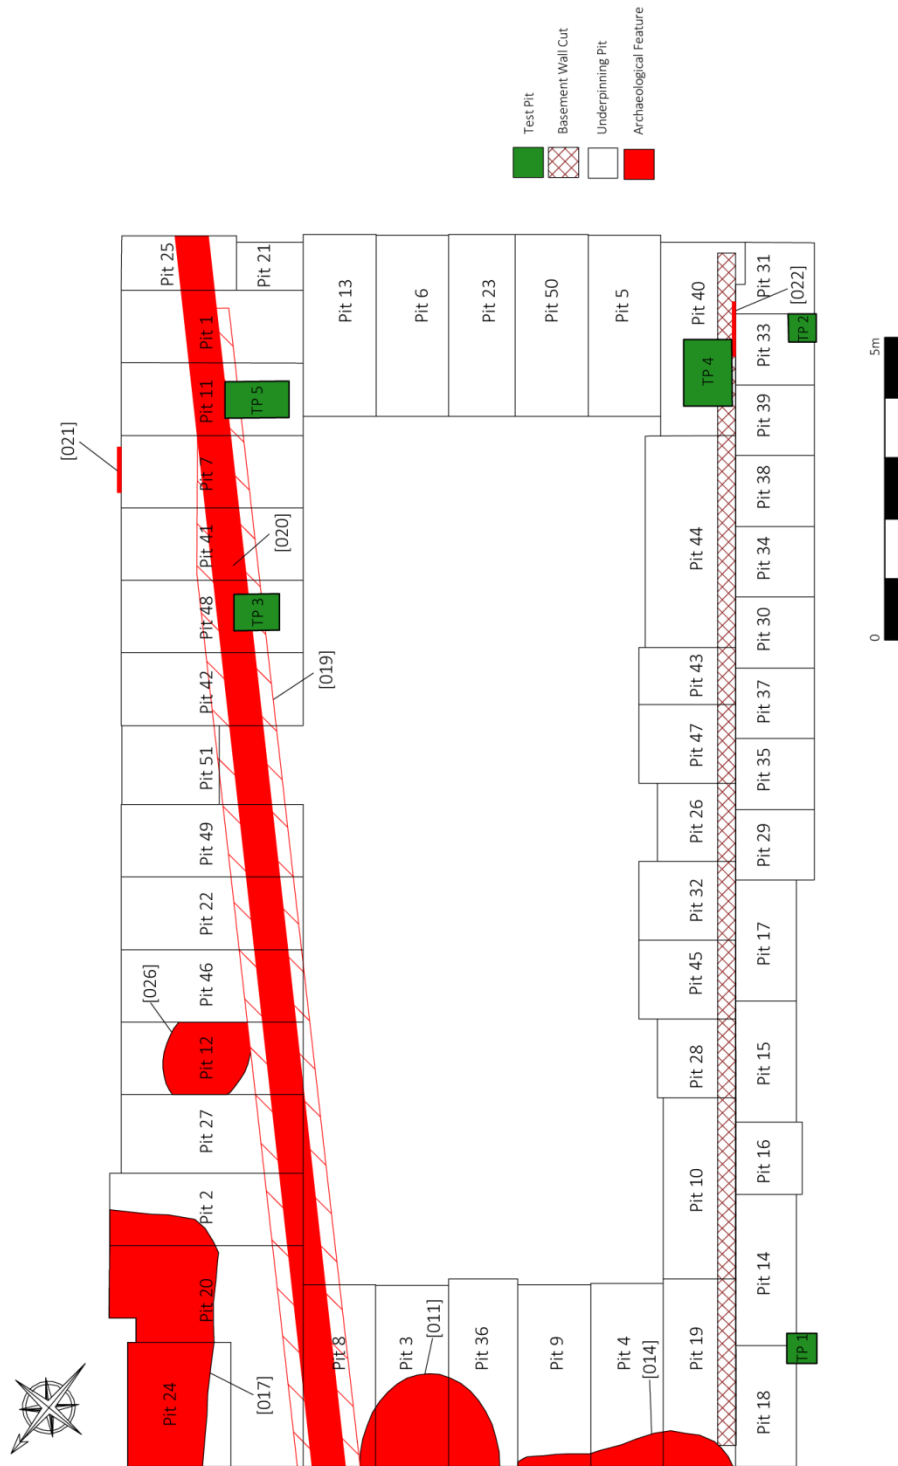 Test Pit
Basement Wall Cut
Underpinning Pit
Archaeological Feature
Pit 25
Pit 21
Pit 13
Pit 6
Pit 23
Pit 50
Pit 5
Pit 40
Pit 31
[022]
Pit 1
Pit 33
TP 2
TP 4
Pit 11
TP 5
Pit 39
5m
[021]
Pit 7
Pit 38
Pit 41
[020]
Pit 44
Pit 34
Pit 48
TP 3
Pit 30
0
Pit 42
[019]
Pit 43
Pit 37
Pit 51
Pit 47
Pit 35
Pit 49
Pit 26
Pit 29
Pit 22
Pit 32
Pit 17
[026]
Pit 46
Pit 45
Pit 12
Pit 28
Pit 15
Pit 27
Pit 16
Pit 2
Pit 10
Pit 20
Pit 14
Pit 8
Pit 3
[011]
Pit 36
Pit 9
Pit 4
[014]
Pit 19
TP 1
Pit 24
[017]
Pit 18